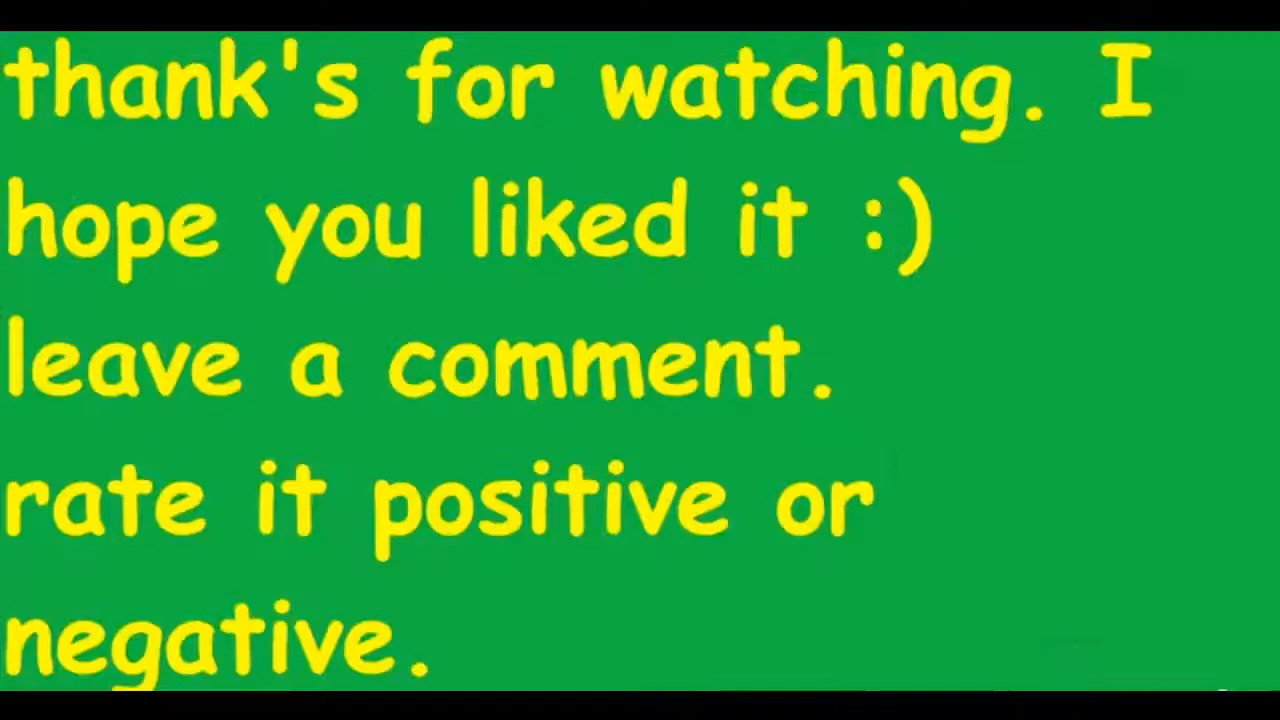 thank's for watching. I
hope you liked it :)
leave a comment.
rate it positive or
negative.